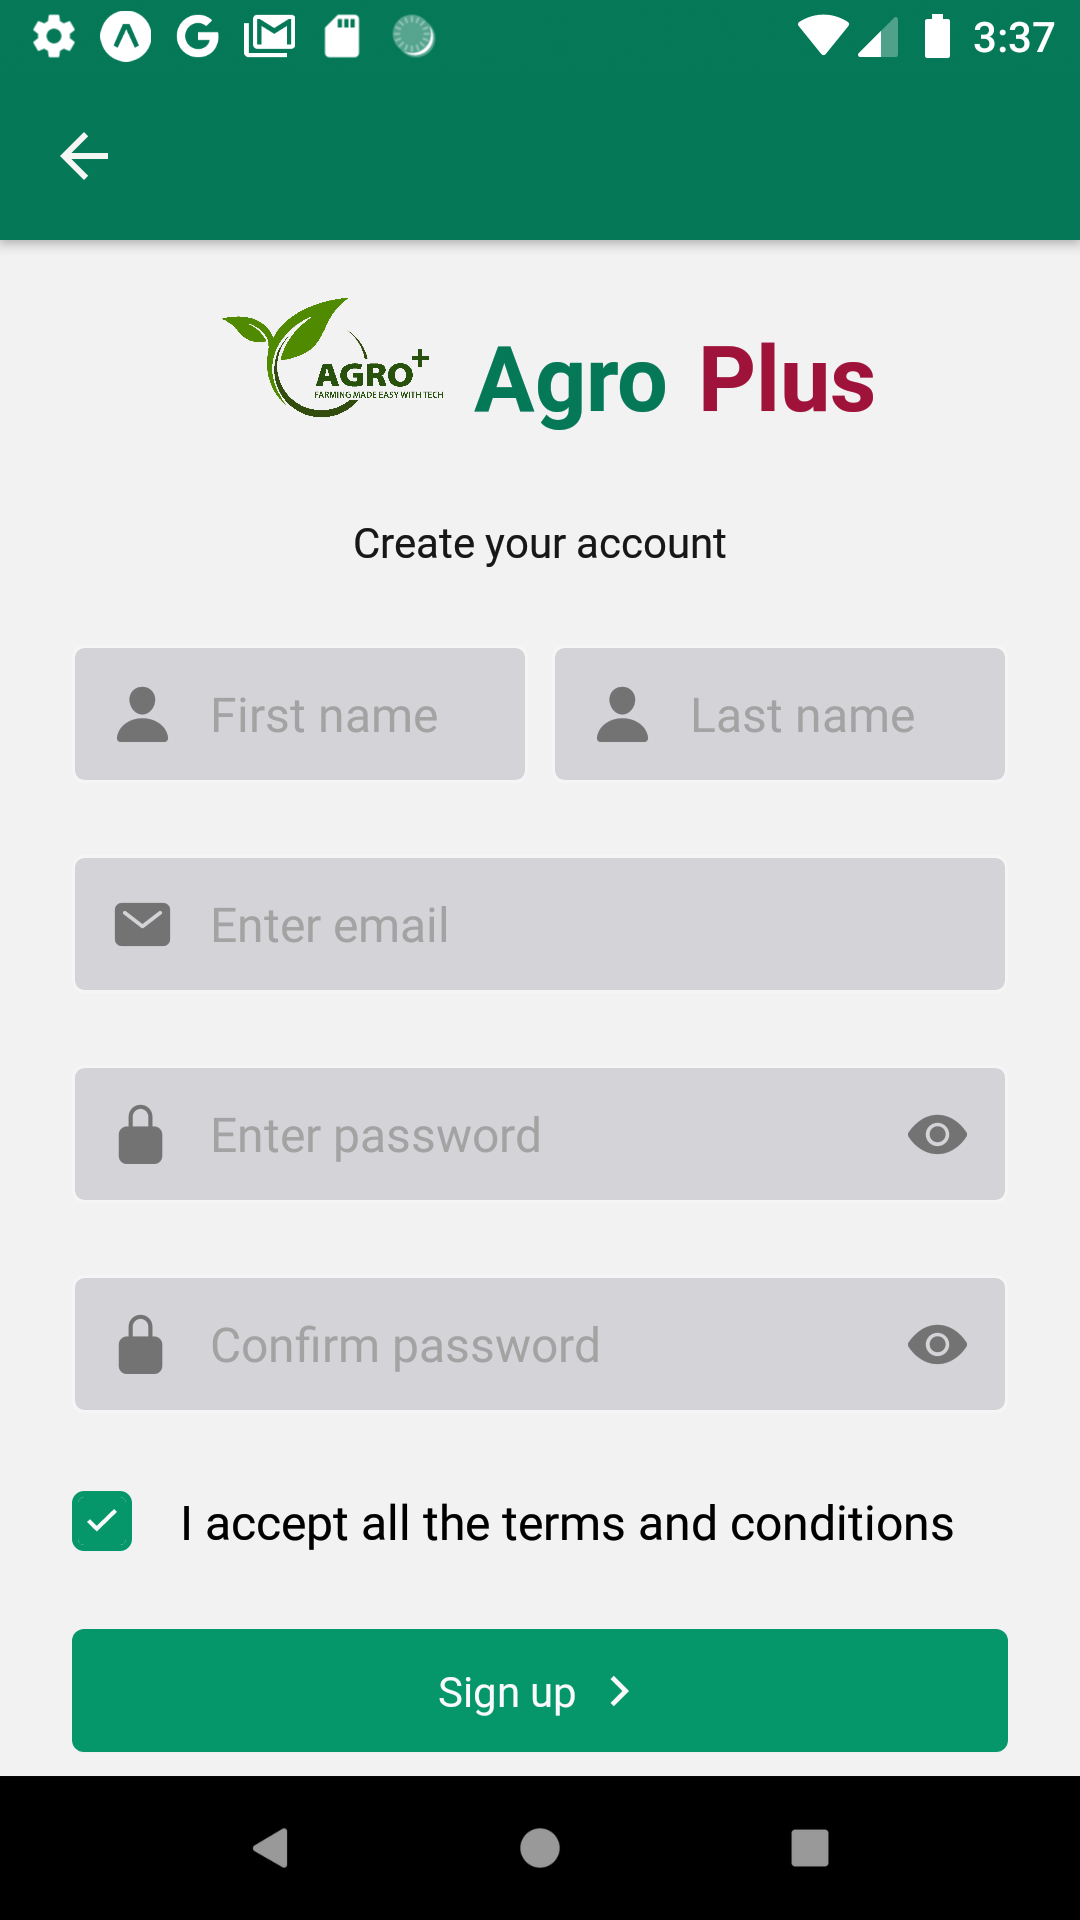 3:37
AGRO+
FARMING MADE EASY WITH TECH
Agro Plus
Create your account
First name
Last name
Enter email
Enter password
Confirm password
I accept all the terms and conditions
Sign up